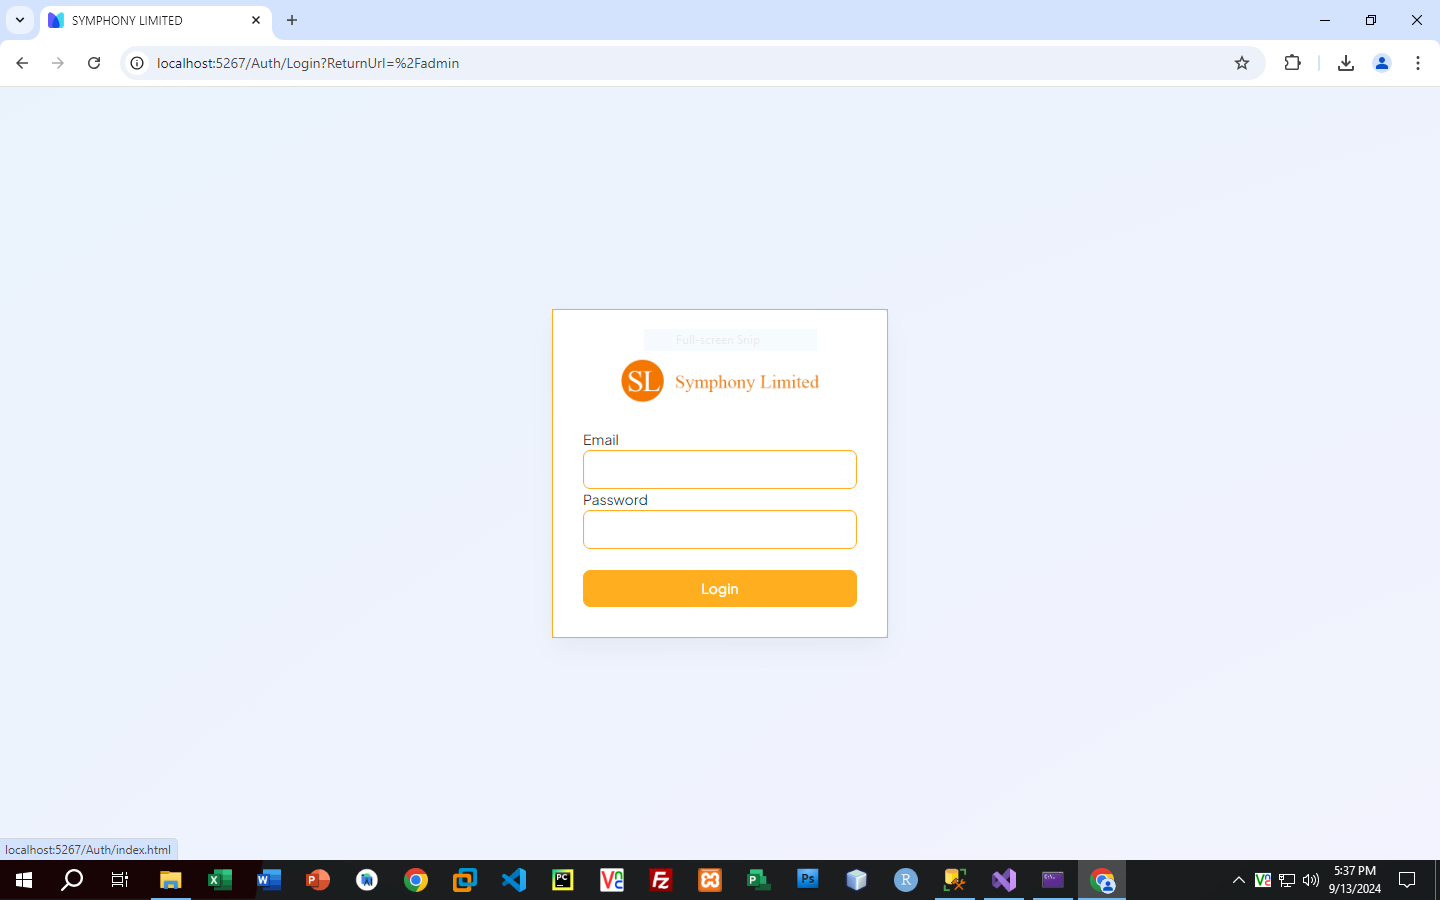 SYMPHONY LIMITED
localhost:5267/Auth/Login?ReturnUrl=%2Fadmin
Full-screen Snip
SL Symphony Limited
Email
Password
Login
localhost:5267/Auth/index.html
5:37 PM
9/13/2024